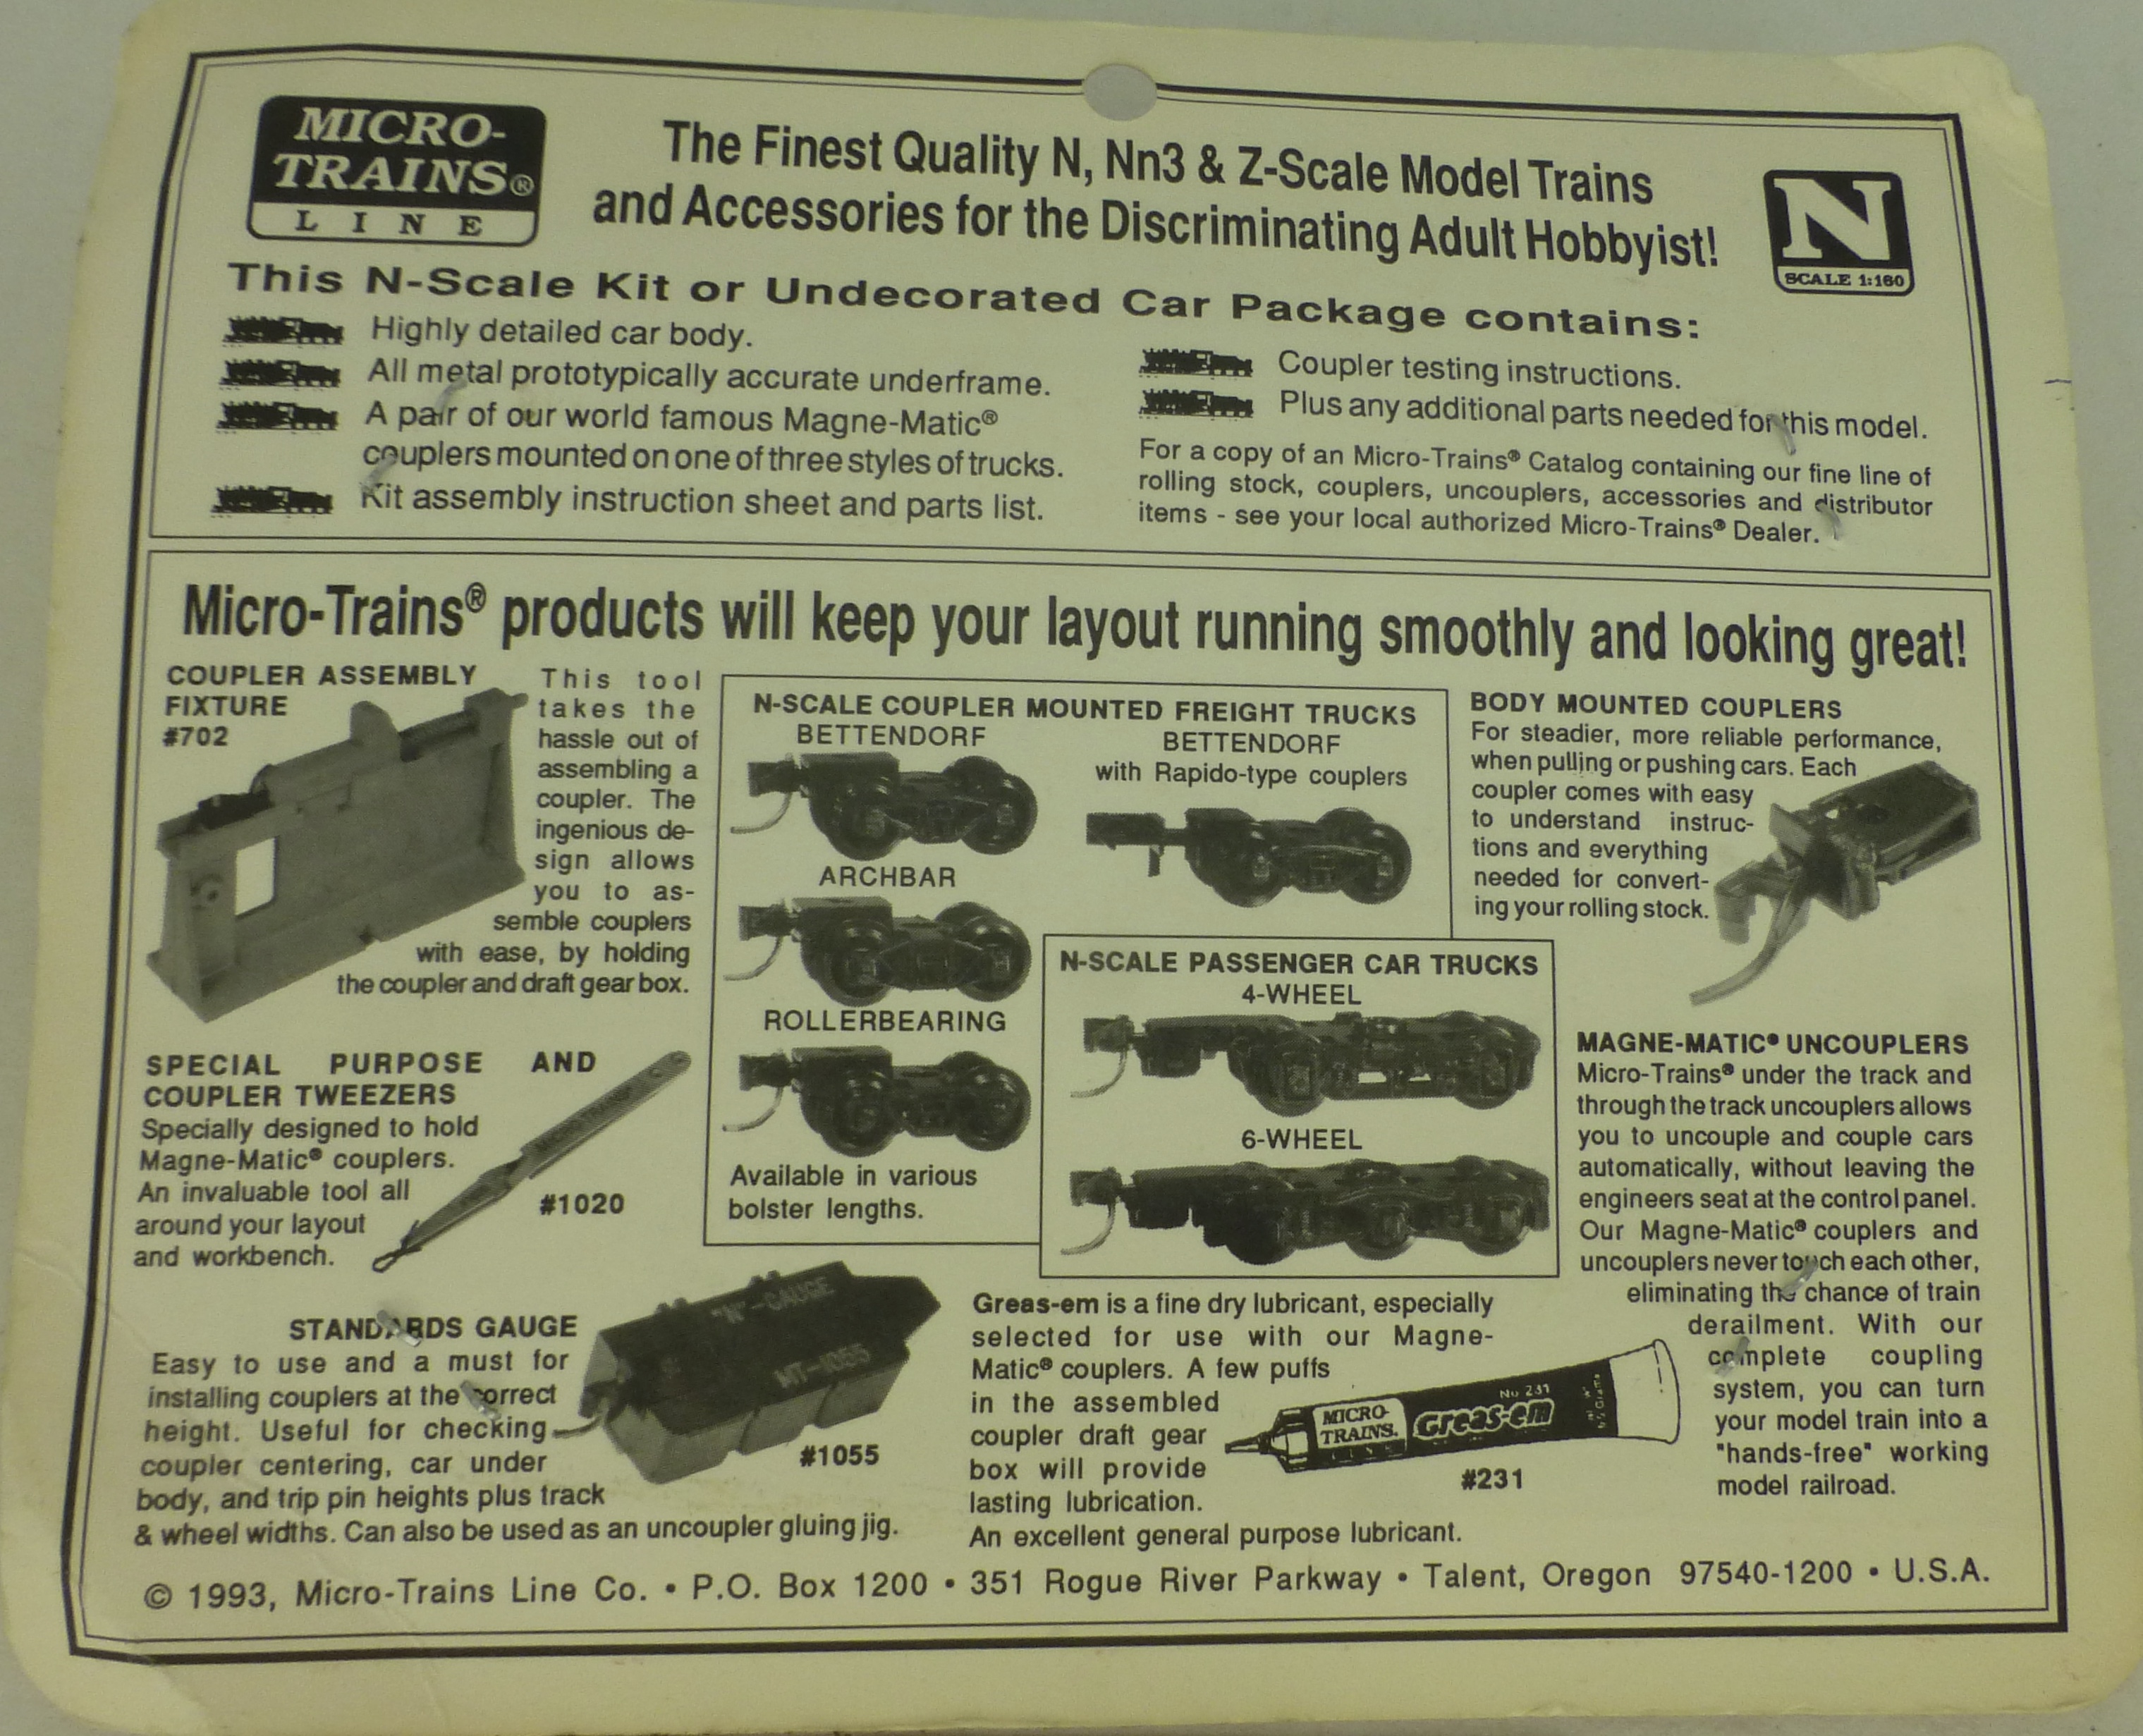 MICRO-
TRAINS®
LINE
The Finest Quality N, Nn3 & Z-Scale Model Trains
and Accessories for the Discriminating Adult Hobbyist!
N
SCALE 1:160
This N-Scale Kit or Undecorated Car Package contains:
Highly detailed car body.
All metal prototypically accurate underframe.
A pair of our world famous Magne-Matic®
couplers mounted on one of three styles of trucks.
Kit assembly instruction sheet and parts list.
Coupler testing instructions.
Plus any additional parts needed for this model.
For a copy of an Micro-Trains® Catalog containing our fine line of
rolling stock, couplers, uncouplers, accessories and distributor
items - see your local authorized Micro-Trains® Dealer.
Micro-Trains® products will keep your layout running smoothly and looking great!
COUPLER ASSEMBLY
FIXTURE
#702
This tool
takes the
hassle out of
assembling a
coupler. The
ingenious de-
sign allows
you to as-
semble couplers
with ease, by holding
the coupler and draft gear box.
SPECIAL PURPOSE AND
COUPLER TWEEZERS
Specially designed to hold
Magne-Matic® couplers.
An invaluable tool all
around your layout
and workbench.
#1020
STANDARDS GAUGE
Easy to use and a must for
installing couplers at the correct
height. Useful for checking
coupler centering, car under
body, and trip pin heights plus track
& wheel widths. Can also be used as an uncoupler gluing jig.
"N"-GAUGE
MT-1055
#1055
N-SCALE COUPLER MOUNTED FREIGHT TRUCKS
BETTENDORF
BETTENDORF
with Rapido-type couplers
ARCHBAR
ROLLERBEARING
Available in various
bolster lengths.
N-SCALE PASSENGER CAR TRUCKS
4-WHEEL
6-WHEEL
Greas-em is a fine dry lubricant, especially
selected for use with our Magne-
Matic® couplers. A few puffs
in the assembled
coupler draft gear
box will provide
lasting lubrication.
An excellent general purpose lubricant.
MICRO-
TRAINS.
LINE
No 231
Greas-em
#231
BODY MOUNTED COUPLERS
For steadier, more reliable performance,
when pulling or pushing cars. Each
coupler comes with easy
to understand instruc-
tions and everything
needed for convert-
ing your rolling stock.
MAGNE-MATIC® UNCOUPLERS
Micro-Trains® under the track and
through the track uncouplers allows
you to uncouple and couple cars
automatically, without leaving the
engineers seat at the control panel.
Our Magne-Matic® couplers and
uncouplers never touch each other,
eliminating the chance of train
derailment. With our
complete coupling
system, you can turn
your model train into a
"hands-free" working
model railroad.
© 1993, Micro-Trains Line Co. • P.O. Box 1200 • 351 Rogue River Parkway • Talent, Oregon 97540-1200 • U.S.A.